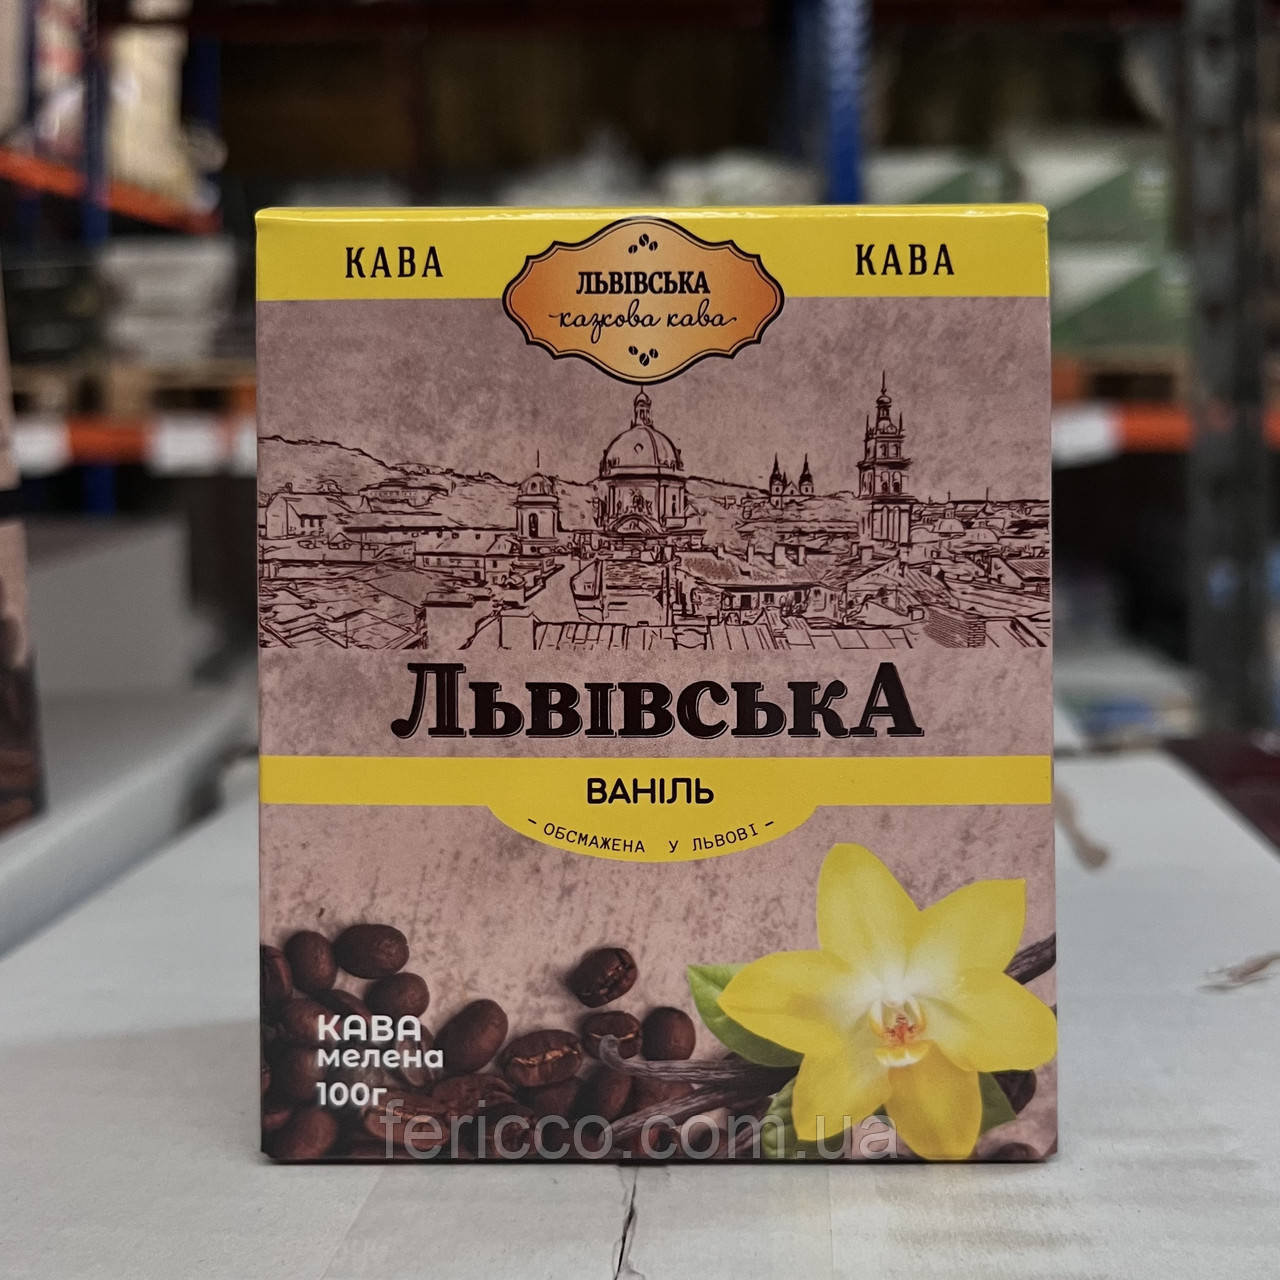 КАВА
ЛЬВІВСЬКА
казкова кава
КАВА
ЛЬВІВСЬКА
ВАНІЛЬ
- ОБСМАЖЕНА У ЛЬВОВІ -
КАВА
мелена
100г
fericco.com.ua